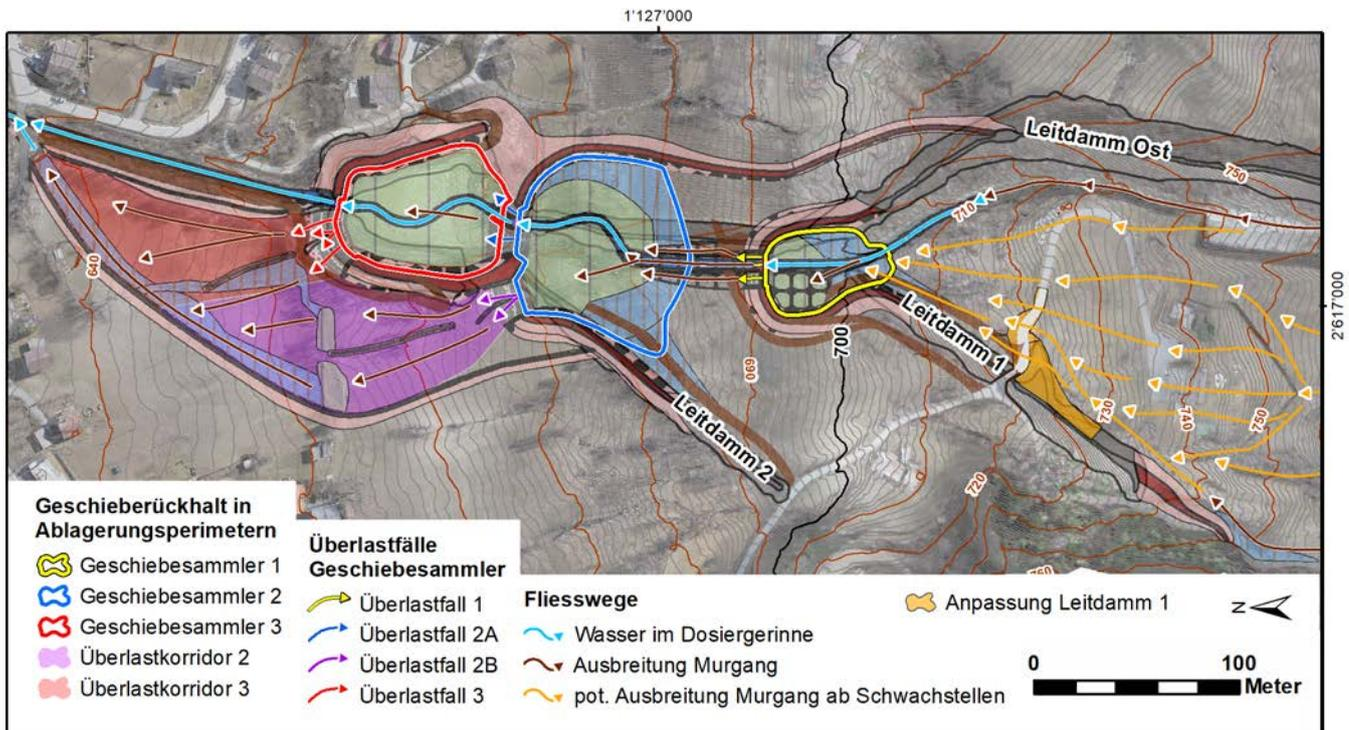 1'127'000
Leitdamm Ost
750
710
640
2'617'000
Leitdamm 1
700
690
730
740
750
Leitdamm 2
720
760
Geschieberückhalt in
Ablagerungsperimetern
Geschiebesammler 1
Geschiebesammler 2
Geschiebesammler 3
Überlastkorridor 2
Überlastkorridor 3
Überlastfälle
Geschiebesammler
Überlastfall 1
Überlastfall 2A
Überlastfall 2B
Überlastfall 3
Fliesswege
Wasser im Dosiergerinne
Ausbreitung Murgang
pot. Ausbreitung Murgang ab Schwachstellen
Anpassung Leitdamm 1
N
0 100
Meter